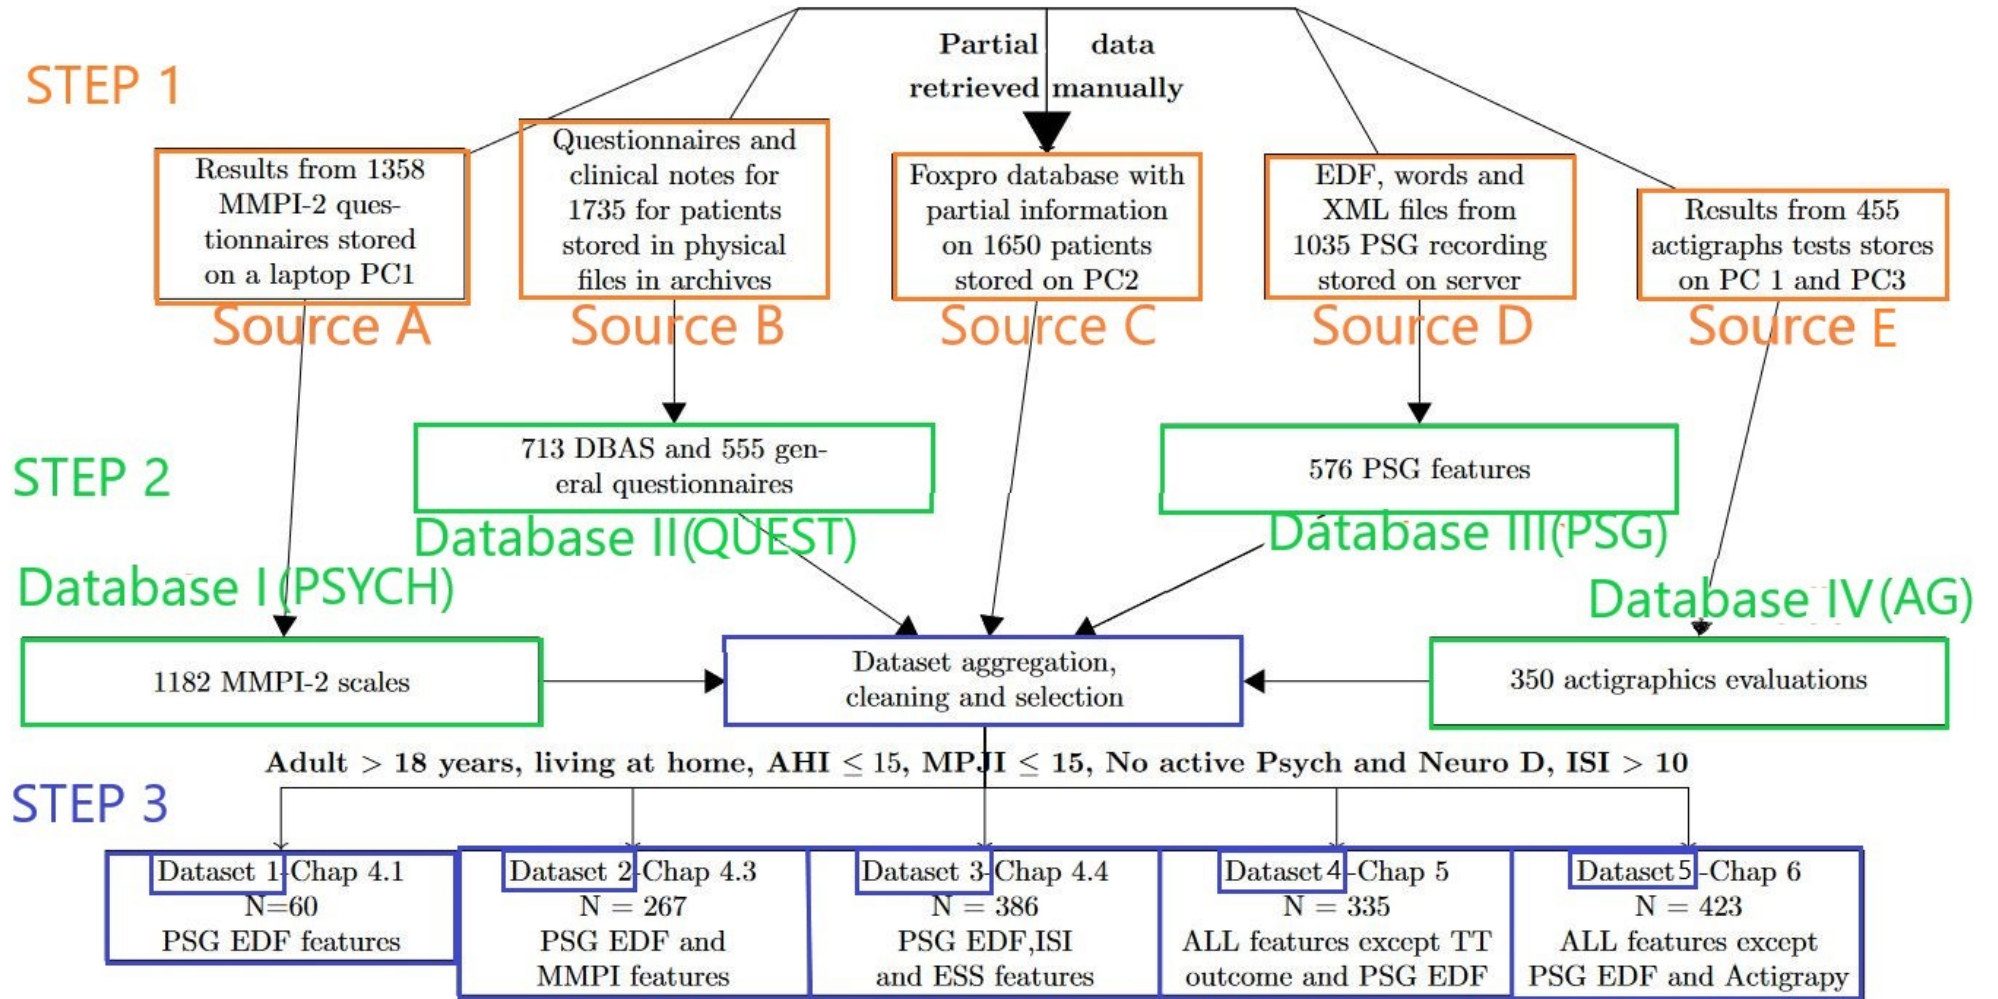 Partial data
retrieved manually
STEP 1
Results from 1358
MMPI-2 ques-
tionnaires stored
on a laptop PC1
Source A
Questionnaires and
clinical notes for
1735 for patients
stored in physical
files in archives
Source B
Foxpro database with
partial information
on 1650 patients
stored on PC2
Source C
EDF, words and
XML files from
1035 PSG recording
stored on server
Source D
Results from 455
actigraphs tests stores
on PC 1 and PC3
Source E
STEP 2
713 DBAS and 555 gen-
eral questionnaires
Database II(QUEST)
576 PSG features
Database III(PSG)
Database I (PSYCH)
1182 MMPI-2 scales
Dataset aggregation,
cleaning and selection
Database IV(AG)
350 actigraphics evaluations
Adult > 18 years, living at home, AHI ≤ 15, MPJI ≤ 15, No active Psych and Neuro D, ISI > 10
STEP 3
Dataset 1-Chap 4.1
N=60
PSG EDF features
Dataset 2-Chap 4.3
N = 267
PSG EDF and
MMPI features
Dataset 3-Chap 4.4
N = 386
PSG EDF,ISI
and ESS features
Dataset4-Chap 5
N = 335
ALL features except TT
outcome and PSG EDF
Dataset5-Chap 6
N = 423
ALL features except
PSG EDF and Actigrapy